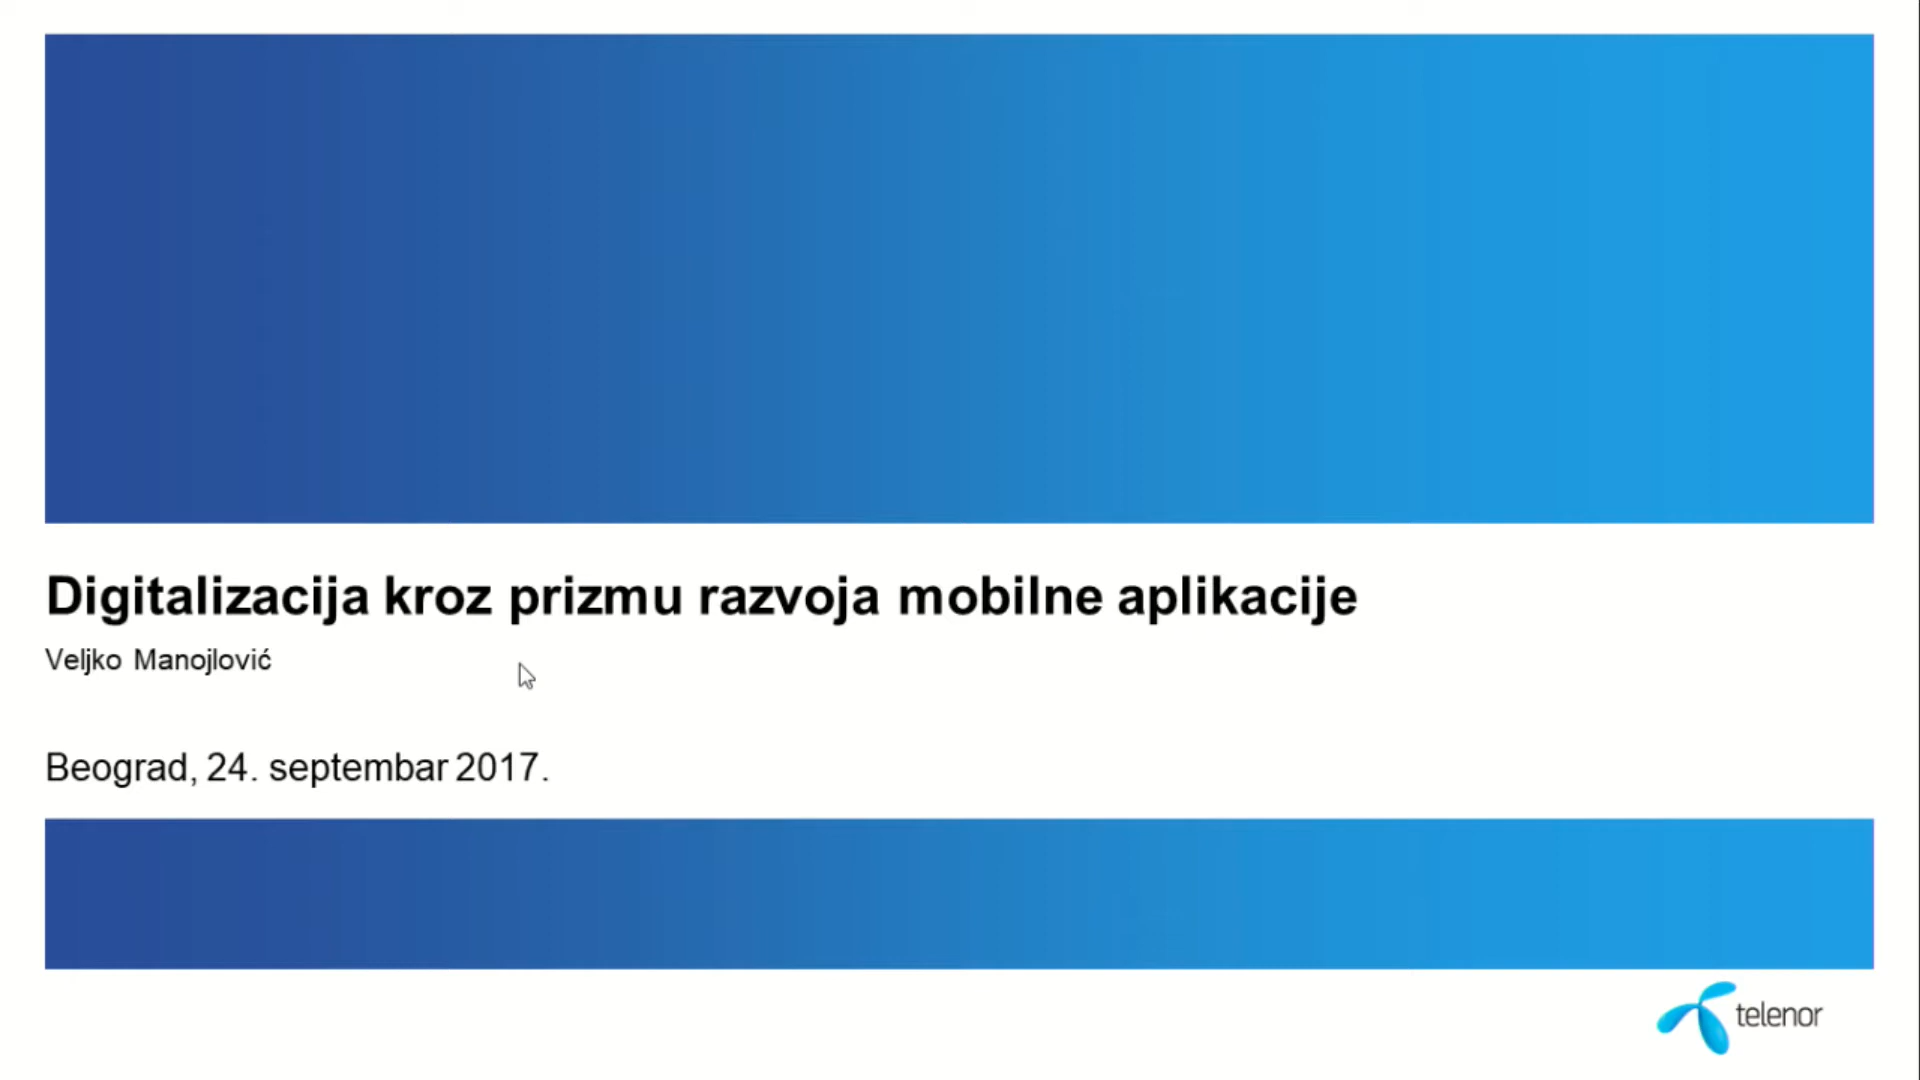 Digitalizacija kroz prizmu razvoja mobilne aplikacije
Veljko Manojlović
Beograd, 24. septembar 2017.
telenor